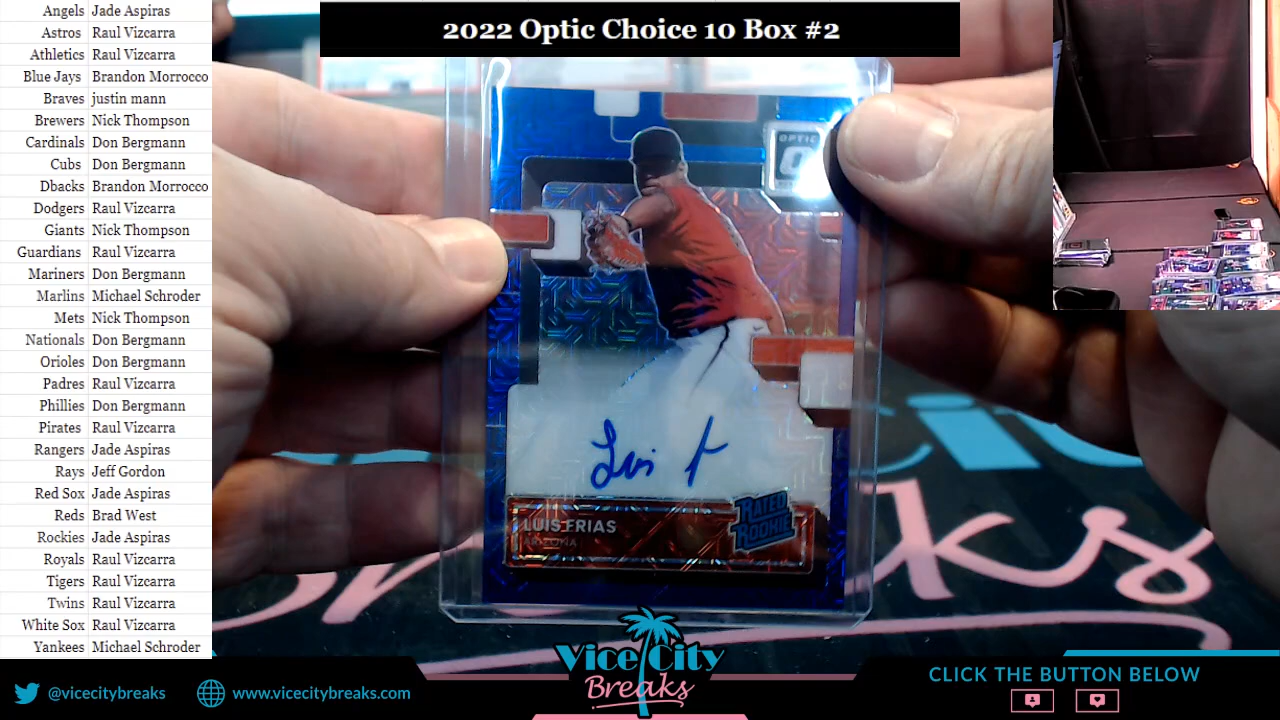 2022 Optic Choice 10 Box #2
Angels Jade Aspiras
Astros Raul Vizcarra
Athletics Raul Vizcarra
Blue Jays Brandon Morrocco
Braves justin mann
Brewers Nick Thompson
Cardinals Don Bergmann
Cubs Don Bergmann
Dbacks Brandon Morrocco
Dodgers Raul Vizcarra
Giants Nick Thompson
Guardians Raul Vizcarra
Mariners Don Bergmann
Marlins Michael Schroder
Mets Nick Thompson
Nationals Don Bergmann
Orioles Don Bergmann
Padres Raul Vizcarra
Phillies Don Bergmann
Pirates Raul Vizcarra
Rangers Jade Aspiras
Rays Jeff Gordon
Red Sox Jade Aspiras
Reds Brad West
Rockies Jade Aspiras
Royals Raul Vizcarra
Tigers Raul Vizcarra
Twins Raul Vizcarra
White Sox Raul Vizcarra
Yankees Michael Schroder
OPTIC
Luis
RATED
ROOKIE
LUIS FRIAS
ARIZONA
Vice City
Breaks
@vicecitybreaks
www.vicecitybreaks.com
CLICK THE BUTTON BELOW